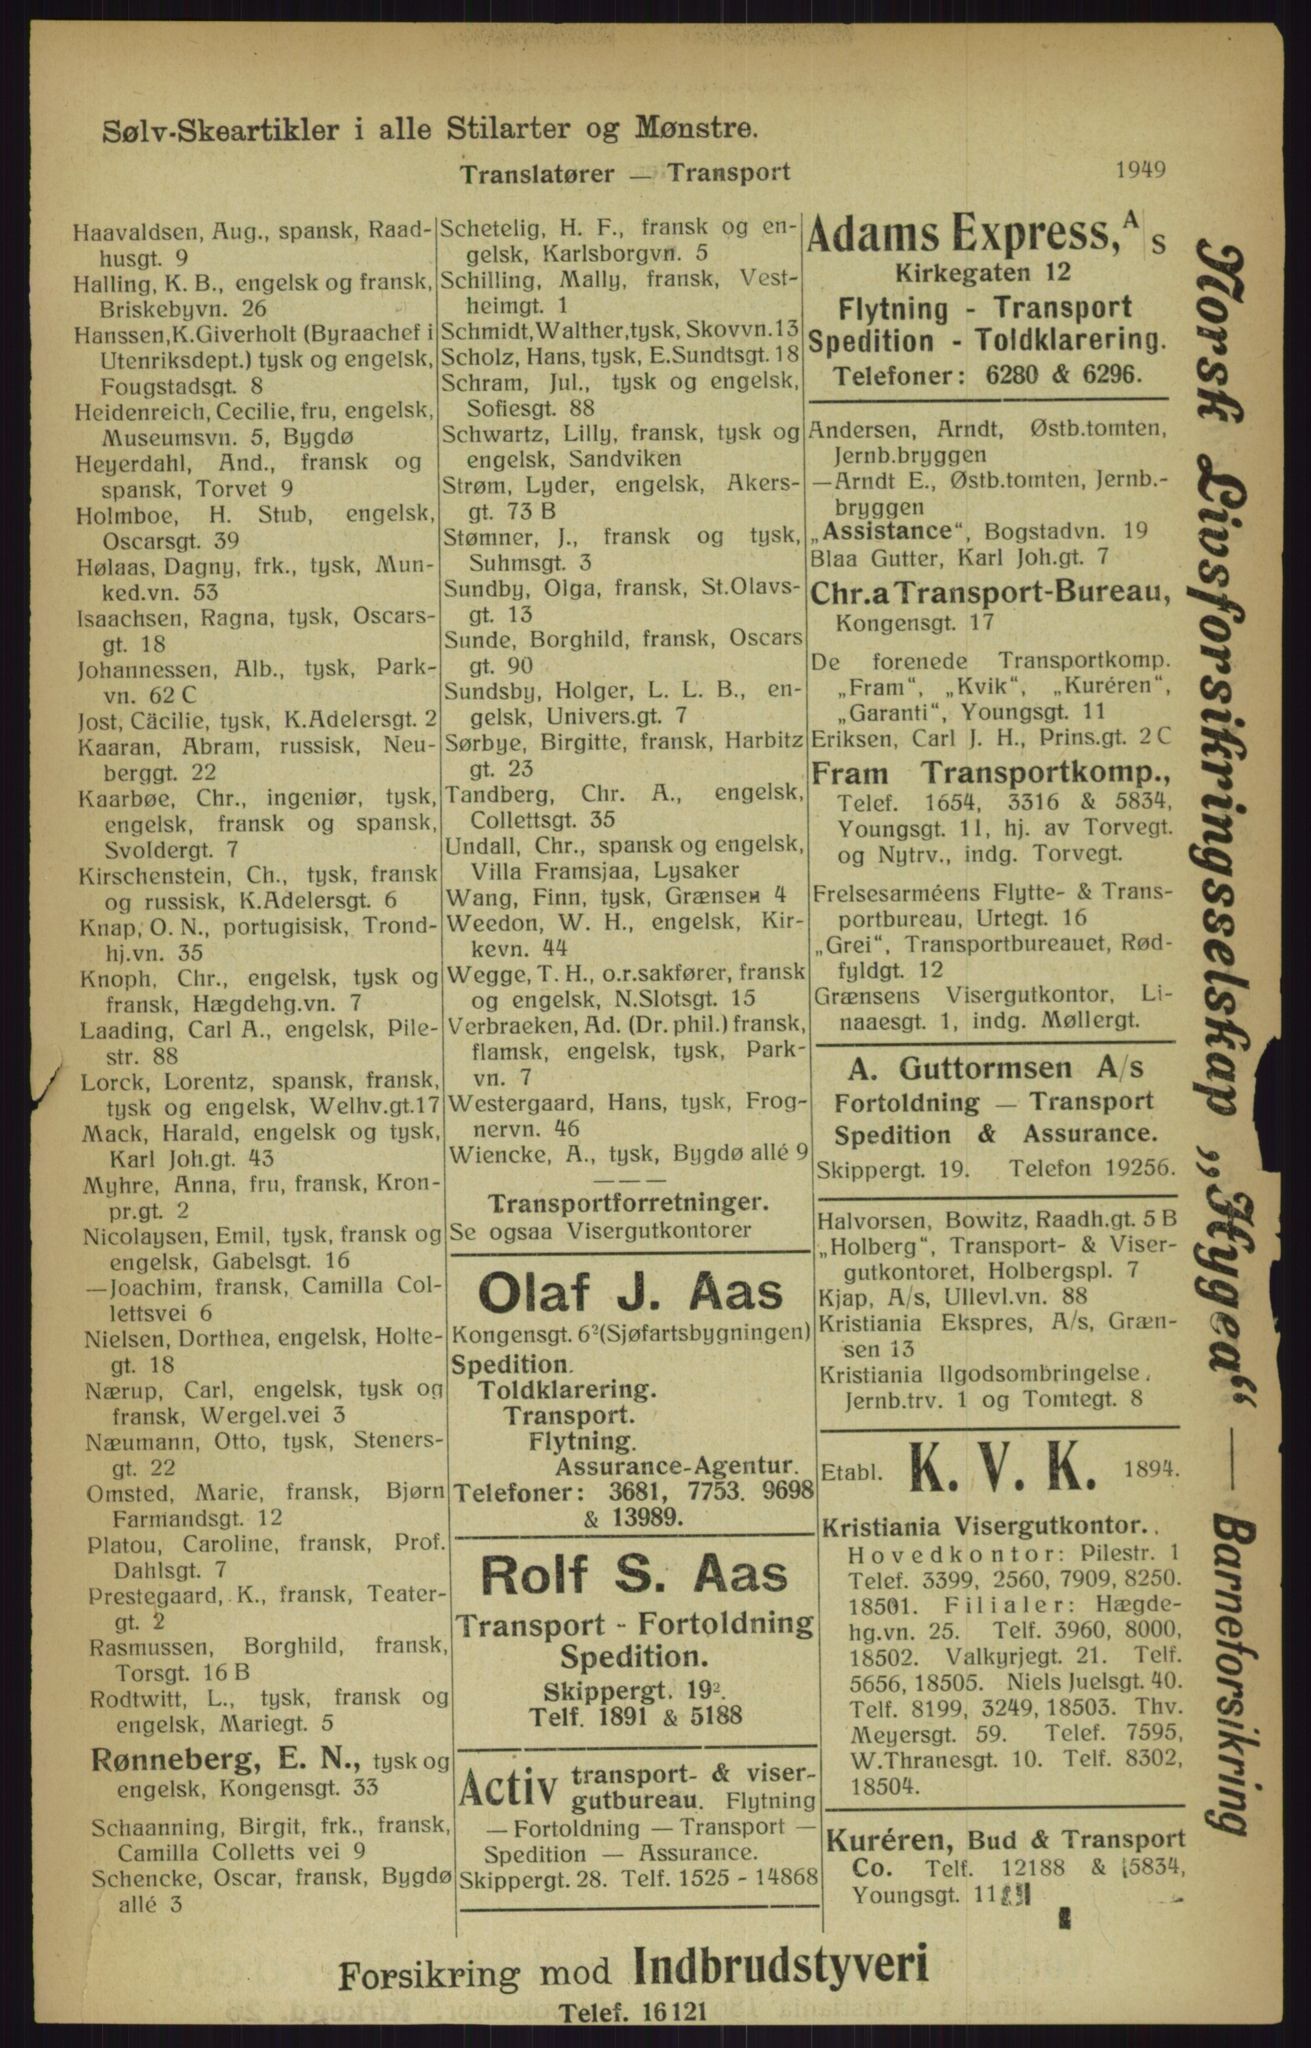 Sølv-Skeartikler i alle Stilarter og Mønstre.
Translatører — Transport
1949
Haavaldsen, Aug., spansk, Raad-
husgt. 9
Halling, K. B., engelsk og fransk,
Briskebyvn. 26
Hanssen,K.Giverholt (Byraachef i
Utenriksdept.) tysk og engelsk,
Fougstadsgt. 8
Heidenreich, Cecilie, fru, engelsk,
Museumsvn. 5, Bygdø
Heyerdahl, And., fransk og
spansk, Torvet 9
Holmboe, H. Stub, engelsk,
Oscarsgt. 39
Hølaas, Dagny, frk., tysk, Mun-
ked.vn. 53
Isaachsen, Ragna, tysk, Oscars-
gt. 18
Johannessen, Alb., tysk, Park-
vn. 62 C
Jost, Cäcilie, tysk, K.Adelersgt. 2
Kaaran, Abram, russisk, Neu-
berggt. 22
Kaarbøe, Chr., ingeniør, tysk,
engelsk, fransk og spansk,
Svoldergt. 7
Kirschenstein, Ch., tysk, fransk
og russisk, K.Adelersgt. 6
Knap, O. N., portugisisk, Trond-
hj.vn. 35
Knoph, Chr., engelsk, tysk og
fransk, Hægdehg.vn. 7
Laading, Carl A., engelsk, Pile-
str. 88
Lorck, Lorentz, spansk, fransk,
tysk og engelsk, Welhv.gt.17
Mack, Harald, engelsk og tysk,
Karl Joh.gt. 43
Myhre, Anna, fru, fransk, Kron-
pr.gt. 2
Nicolaysen, Emil, tysk, fransk og
engelsk, Gabelsgt. 16
—Joachim, fransk, Camilla Col-
lettsvei 6
Nielsen, Dorthea, engelsk, Holte-
gt. 18
Nærup, Carl, engelsk, tysk og
fransk, Wergel.vei 3
Næumann, Otto, tysk, Steners-
gt. 22
Omsted, Marie, fransk, Bjørn
Farmandsgt. 12
Platou, Caroline, fransk, Prof.
Dahlsgt. 7
Prestegaard, K., fransk, Teater-
gt. 2
Rasmussen, Borghild, fransk,
Torsgt. 16 B
Rodtwitt, L., tysk, fransk og
engelsk, Mariegt. 5
Rønneberg, E. N., tysk og
engelsk, Kongensgt. 33
Schaanning, Birgit, frk., fransk,
Camilla Colletts vei 9
Schencke, Oscar, fransk, Bygdø
allé 3
Schetelig, H. F., fransk og en-
gelsk, Karlsborgvn. 5
Schilling, Mally, fransk, Vest-
heimgt. 1
Schmidt,Walther,tysk, Skovvn.13
Scholz, Hans, tysk, E.Sundtsgt. 18
Schram, Jul., tysk og engelsk,
Sofiesgt. 88
Schwartz, Lilly, fransk, tysk og
engelsk, Sandviken
Strøm, Lyder, engelsk, Akers-
gt. 73 B
Stømner, J., fransk og tysk,
Suhmsgt. 3
Sundby, Olga, fransk, St.Olavs-
gt. 13
Sunde, Borghild, fransk, Oscars
gt. 90
Sundsby, Holger, L. L. B., en-
gelsk, Univers.gt. 7
Sørbye, Birgitte, fransk, Harbitz
gt. 23
Tandberg, Chr. A., engelsk,
Collettsgt. 35
Undall, Chr., spansk og engelsk,
Villa Framsjaa, Lysaker
Wang, Finn, tysk, Grænsen 4
Weedon, W. H., engelsk, Kir-
kevn. 44
Wegge, T. H., o.r.sakfører, fransk
og engelsk, N.Slotsgt. 15
Verbraeken, Ad. (Dr. phil.) fransk,
flamsk, engelsk, tysk, Park-
vn. 7
Westergaard, Hans, tysk, Frog-
nervn. 46
Wiencke, A., tysk, Bygdø allé 9
Transportforretninger.
Se ogsaa Visergutkontorer
Olaf J. Aas
Kongensgt. 6²(Sjøfartsbygningen)
Spedition.
Toldklarering.
Transport.
Flytning.
Assurance-Agentur.
Telefoner: 3681, 7753. 9698
& 13989.
Rolf S. Aas
Transport - Fortoldning
Spedition.
Skippergt. 19².
Telf. 1891 & 5188
Activ transport- & viser-
gutbureau. Flytning
— Fortoldning — Transport —
Spedition — Assurance.
Skippergt. 28. Telf. 1525 - 14868
Adams Express, A/s
Kirkegaten 12
Flytning - Transport
Spedition - Toldklarering.
Telefoner: 6280 & 6296.
Andersen, Arndt, Østb.tomten,
Jernb.bryggen
—Arndt E., Østb.tomten, Jernb.-
bryggen
„Assistance“, Bogstadvn. 19
Blaa Gutter, Karl Joh.gt. 7
Chr.a Transport-Bureau,
Kongensgt. 17
De forenede Transportkomp.
„Fram“, „Kvik“, „Kuréren“,
„Garanti“, Youngsgt. 11
Eriksen, Carl J. H., Prins.gt. 2 C
Fram Transportkomp.,
Telef. 1654, 3316 & 5834,
Youngsgt. 11, hj. av Torvegt.
og Nytrv., indg. Torvegt.
Frelsesarméens Flytte- & Trans-
portbureau, Urtegt. 16
„Grei“, Transportbureauet, Rød-
fyldgt. 12
Grænsens Visergutkontor, Li-
naaesgt. 1, indg. Møllergt.
A. Guttormsen A/s
Fortoldning — Transport
Spedition & Assurance.
Skippergt. 19. Telefon 19256.
Halvorsen, Bowitz, Raadh.gt. 5 B
„Holberg“, Transport- & Viser-
gutkontoret, Holbergspl. 7
Kjap, A/s, Ullevl.vn. 88
Kristiania Ekspres, A/s, Græn-
sen 13
Kristiania Ilgodsombringelse,
Jernb.trv. 1 og Tomtegt. 8
Etabl. K. V. K. 1894.
Kristiania Visergutkontor.
Hovedkontor: Pilestr. 1
Telef. 3399, 2560, 7909, 8250.
18501. Filialer: Hægde-
hg.vn. 25. Telf. 3960, 8000,
18502. Valkyrjegt. 21. Telf.
5656, 18505. Niels Juelsgt. 40.
Telf. 8199, 3249, 18503. Thv.
Meyersgt. 59. Telef. 7595,
W.Thranesgt. 10. Telf. 8302,
18504.
Kuréren, Bud & Transport
Co. Telf. 12188 & 5834,
Youngsgt. 11
Norsk Livsforsikringsselskap „Hygea“ — Barneforsikring
Forsikring mod Indbrudstyveri
Telef. 16121